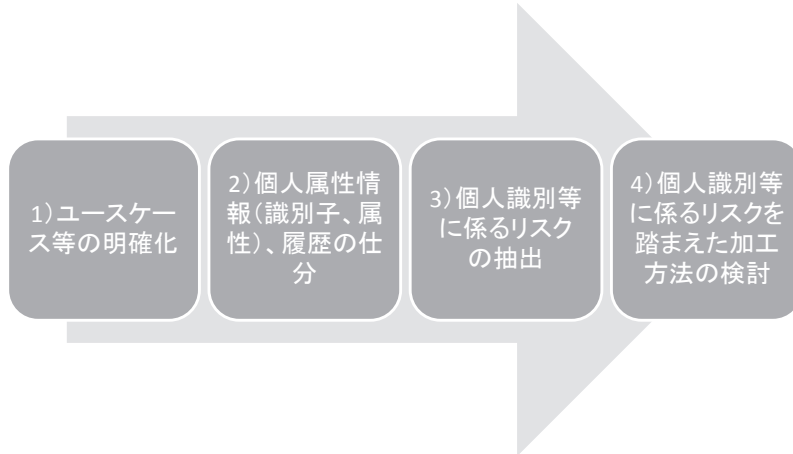 1)ユースケー
ス等の明確化
2)個人属性情
報(識別子、属
性)、履歴の仕
分
3)個人識別等
に係るリスク
の抽出
4)個人識別等
に係るリスクを
踏まえた加工
方法の検討